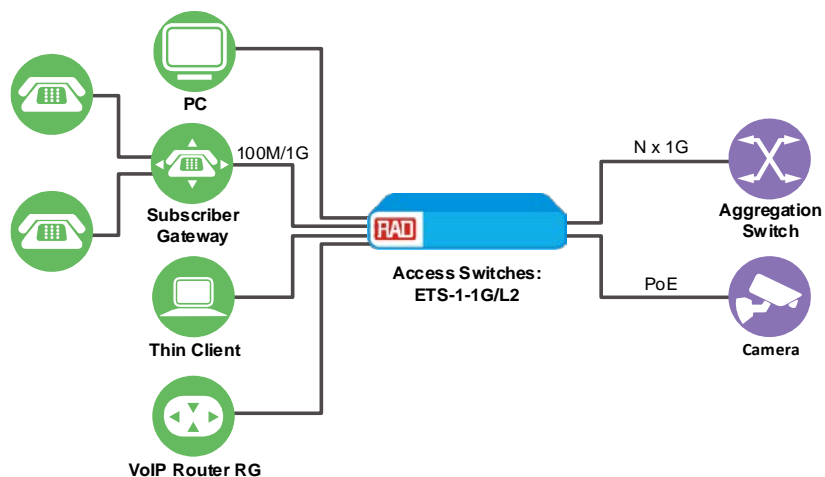 PC
100M/1G
N x 1G
Subscriber
Gateway
RAD
Aggregation
Switch
Access Switches:
ETS-1-1G/L2
PoE
Thin Client
Camera
VoIP Router RG